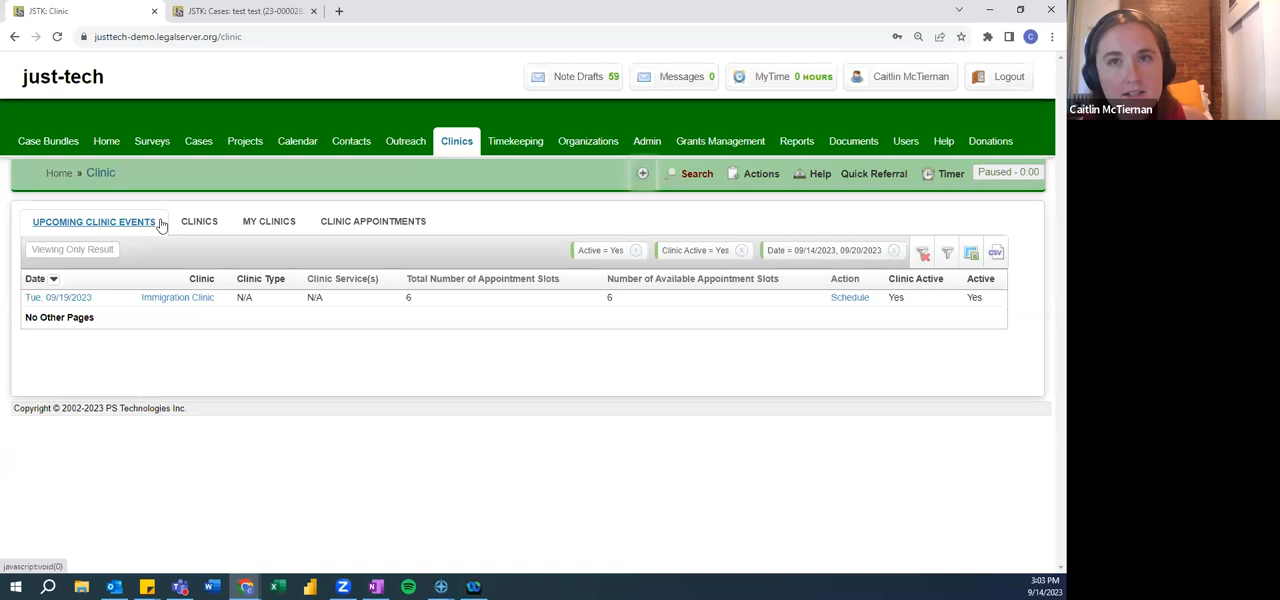 JSTK: Clinic
JSTK: Cases: test test (23-000028
justtech-demo.legalserver.org/clinic
C
just-tech
Note Drafts 59
Messages 0
MyTime 0 HOURS
Caitlin McTiernan
Logout
Case Bundles Home Surveys Cases Projects Calendar Contacts Outreach Clinics Timekeeping Organizations Admin Grants Management Reports Documents Users Help Donations
Home » Clinic
Search Actions Help Quick Referral Timer Paused - 0:00
UPCOMING CLINIC EVENTS CLINICS MY CLINICS CLINIC APPOINTMENTS
Viewing Only Result Active = Yes Clinic Active = Yes Date = 09/14/2023, 09/20/2023 CSV
Date Clinic Clinic Type Clinic Service(s) Total Number of Appointment Slots Number of Available Appointment Slots Action Clinic Active Active
Tue, 09/19/2023 Immigration Clinic N/A N/A 6 6 Schedule Yes Yes
No Other Pages
Copyright © 2002-2023 PS Technologies Inc.
javascript:void(0)
3:03 PM
9/14/2023
Caitlin McTiernan